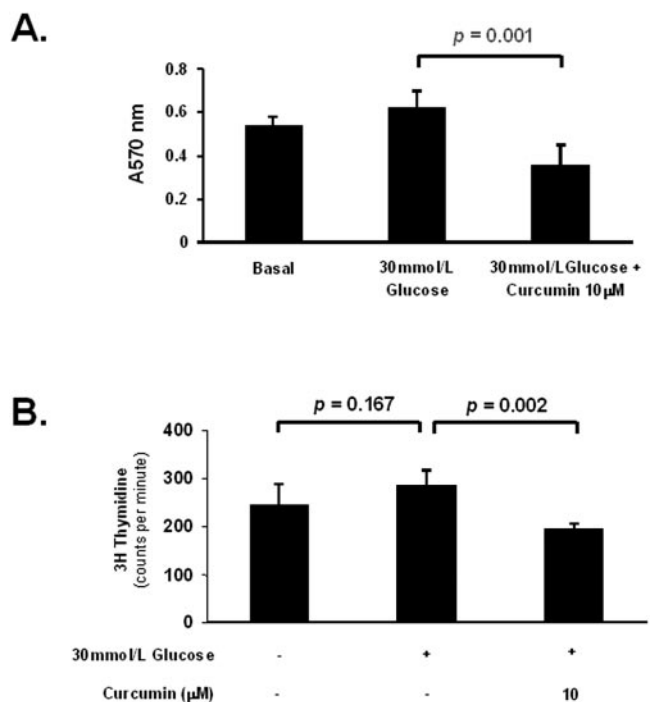 A.
p = 0.001
0.8
0.6
0.4
0.2
0
A570 nm
Basal
30mmol/L
Glucose
30mmol/LGlucose +
Curcumin 10µM
B.
p = 0.167
p = 0.002
400
300
200
100
0
3H Thymidine
(counts per minute)
30mmol/L Glucose - + +
Curcumin (µM) - - 10